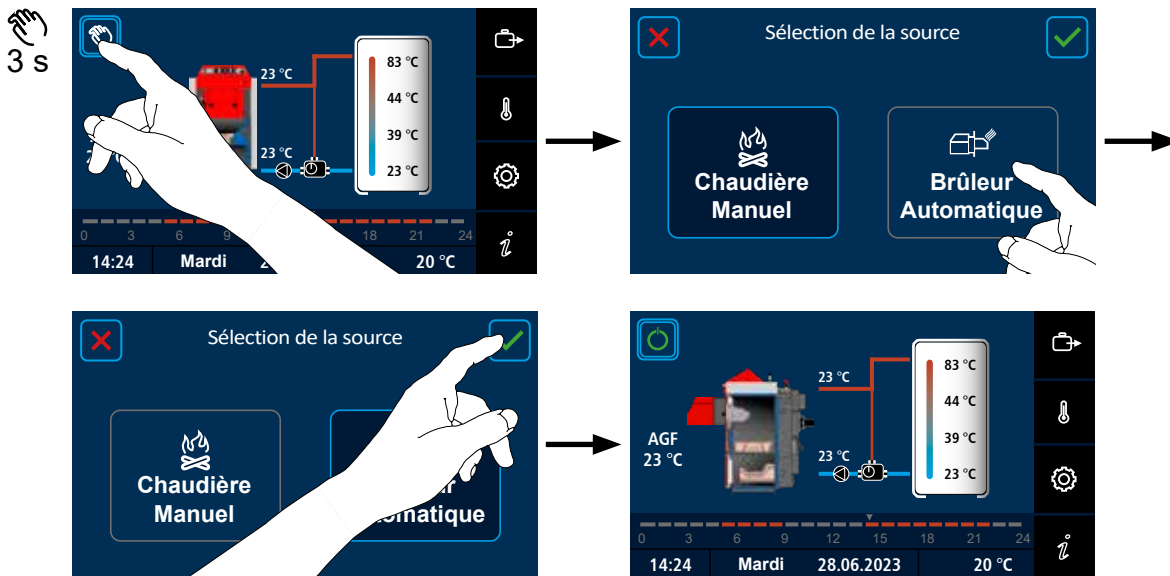 3 s
23 °C
23 °C
83 °C
44 °C
39 °C
23 °C
0 3 6 9 18 21 24
14:24 Mardi 2 20 °C
i
Sélection de la source
Chaudière
Manuel
Brûleur
Automatique
Sélection de la source
Chaudière
Manuel
r
omatique
AGF
23 °C
23 °C
23 °C
83 °C
44 °C
39 °C
23 °C
0 3 6 9 12 15 18 21 24
14:24 Mardi 28.06.2023 20 °C
i